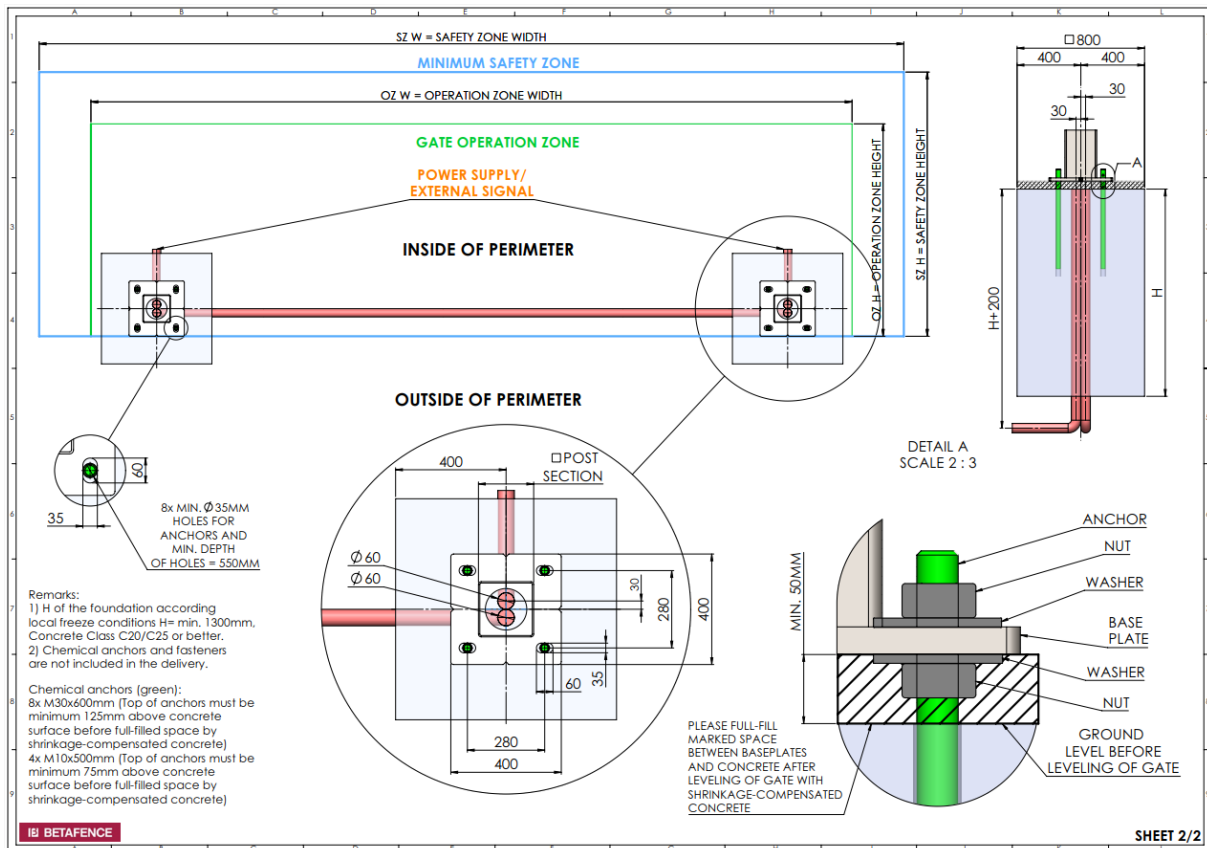 A B C D E F G H I J K L
1
2
3
4
5
6
7
8
9
SZ W = SAFETY ZONE WIDTH
MINIMUM SAFETY ZONE
OZ W = OPERATION ZONE WIDTH
GATE OPERATION ZONE
POWER SUPPLY/
EXTERNAL SIGNAL
INSIDE OF PERIMETER
OZ H = OPERATION ZONE HEIGHT
SZ H = SAFETY ZONE HEIGHT
OUTSIDE OF PERIMETER
□800
400
400
30
30
A
H+200
H
DETAIL A
SCALE 2 : 3
60
35
8x MIN. Ø35MM
HOLES FOR
ANCHORS AND
MIN. DEPTH
OF HOLES = 550MM
400
□POST
SECTION
Ø60
Ø60
30
280
400
35
60
280
400
Remarks:
1) H of the foundation according
local freeze conditions H= min. 1300mm,
Concrete Class C20/C25 or better.
2) Chemical anchors and fasteners
are not included in the delivery.
Chemical anchors (green):
8x M30x600mm (Top of anchors must be
minimum 125mm above concrete
surface before full-filled space by
shrinkage-compensated concrete)
4x M10x500mm (Top of anchors must be
minimum 75mm above concrete
surface before full-filled space by
shrinkage-compensated concrete)
MIN. 50MM
ANCHOR
NUT
WASHER
BASE
PLATE
WASHER
NUT
PLEASE FULL-FILL
MARKED SPACE
BETWEEN BASEPLATES
AND CONCRETE AFTER
LEVELING OF GATE WITH
SHRINKAGE-COMPENSATED
CONCRETE
GROUND
LEVEL BEFORE
LEVELING OF GATE
BETAFENCE
SHEET 2/2